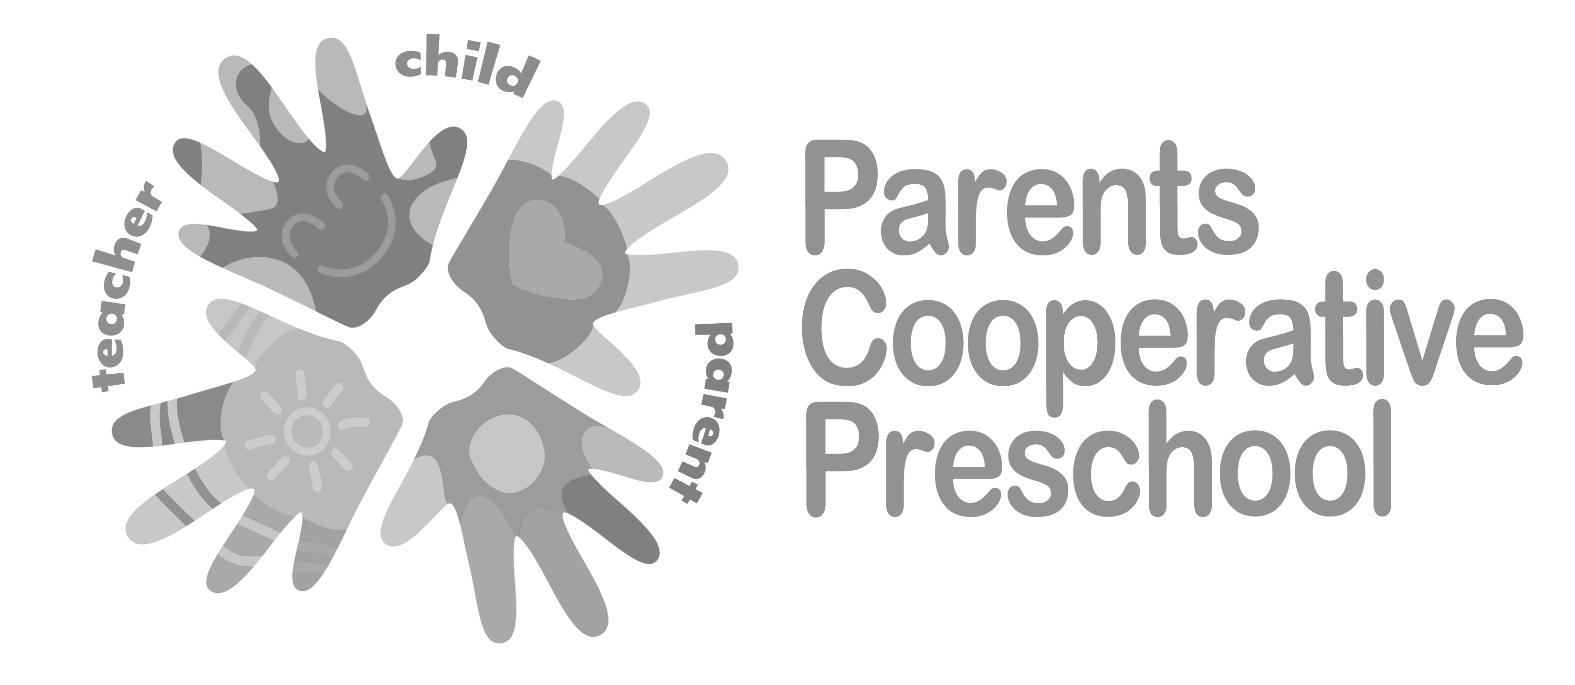 child
teacher
parent
Parents
Cooperative
Preschool